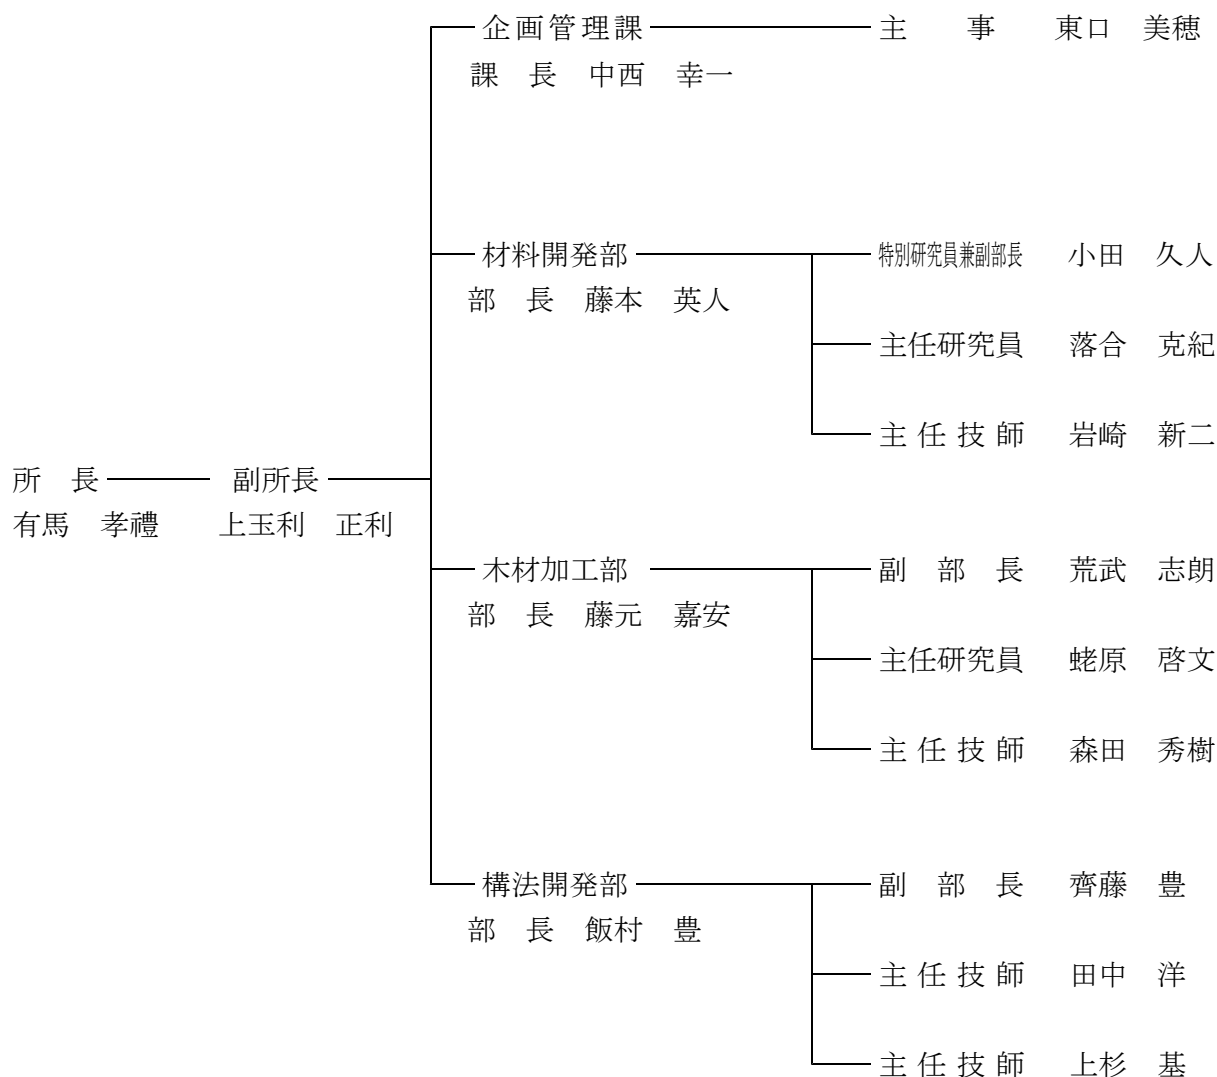 企画管理課 主 事 東口 美穂
課 長 中西 幸一
材料開発部 特別研究員兼副部長 小田 久人
部 長 藤本 英人
主任研究員 落合 克紀
主任技師 岩崎 新二
所 長 副所長
有馬 孝禮 上玉利 正利
木材加工部 副 部 長 荒武 志朗
部 長 藤元 嘉安
主任研究員 蛯原 啓文
主任技師 森田 秀樹
構法開発部 副 部 長 齊藤 豊
部 長 飯村 豊
主任技師 田中 洋
主任技師 上杉 基